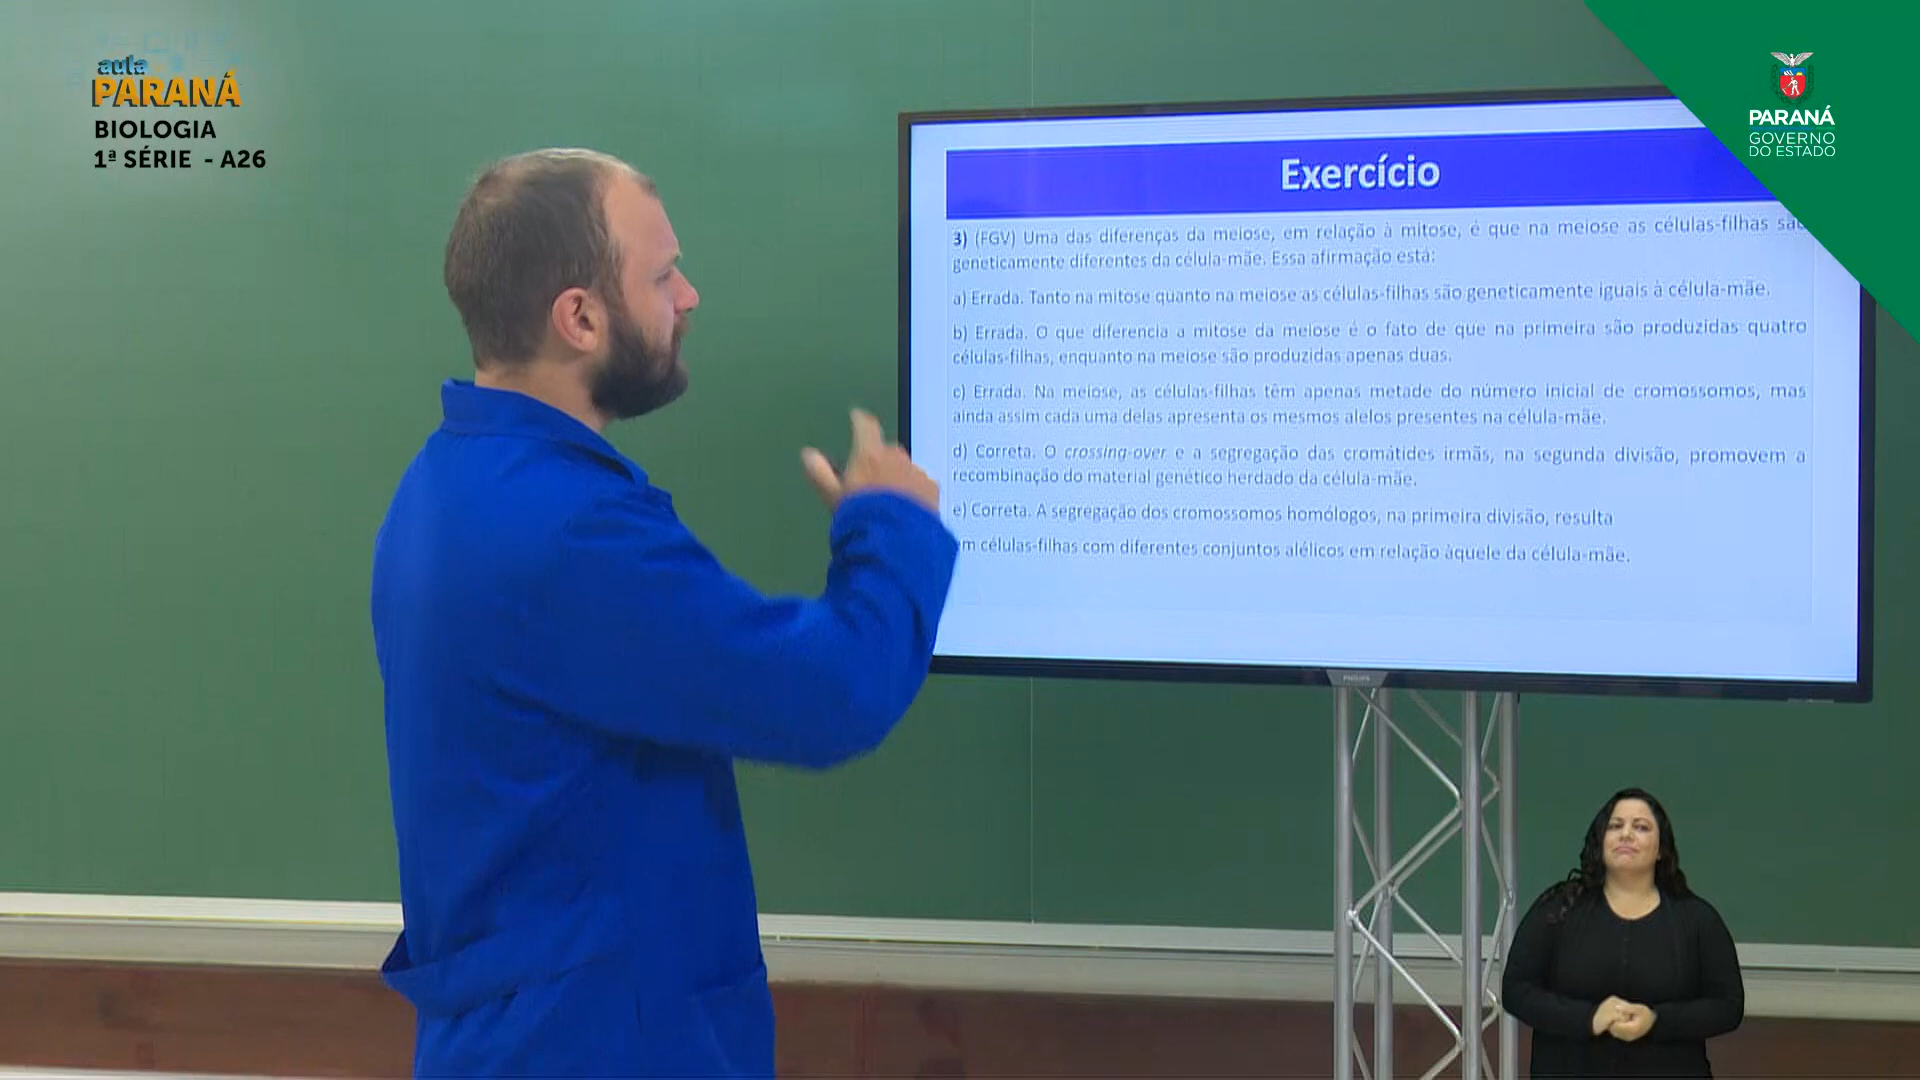 aula
PARANÁ
BIOLOGIA
1ª SÉRIE - A26
PARANÁ
GOVERNO
DO ESTADO
Exercício
3) (FGV) Uma das diferenças da meiose, em relação à mitose, é que na meiose as células-filhas são
geneticamente diferentes da célula-mãe. Essa afirmação está:
a) Errada. Tanto na mitose quanto na meiose as células-filhas são geneticamente iguais à célula-mãe.
b) Errada. O que diferencia a mitose da meiose é o fato de que na primeira são produzidas quatro
células-filhas, enquanto na meiose são produzidas apenas duas.
c) Errada. Na meiose, as células-filhas têm apenas metade do número inicial de cromossomos, mas
ainda assim cada uma delas apresenta os mesmos alelos presentes na célula-mãe.
d) Correta. O crossing-over e a segregação das cromátides irmãs, na segunda divisão, promovem a
recombinação do material genético herdado da célula-mãe.
e) Correta. A segregação dos cromossomos homólogos, na primeira divisão, resulta
em células-filhas com diferentes conjuntos alélicos em relação àquele da célula-mãe.
PHILIPS